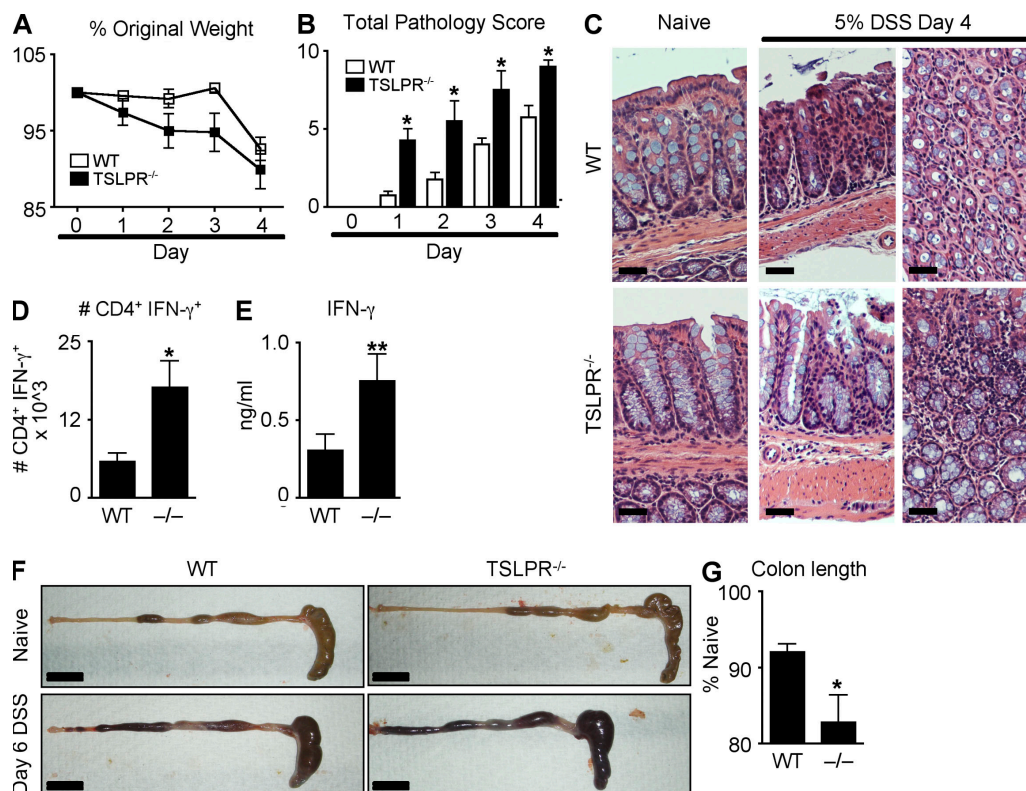 A
% Original Weight
105
95
85
WT
TSLPR⁻/⁻
0 1 2 3 4
Day
B
Total Pathology Score
10
5
0
WT
TSLPR⁻/⁻
* * * *
0 1 2 3 4
Day
C
Naive
5% DSS Day 4
WT
TSLPR⁻/⁻
D
# CD4⁺ IFN-γ⁺
# CD4⁺ IFN-γ⁺
x 10^3
25
12
0
*
WT –/–
E
IFN-γ
ng/ml
1.0
0.5
0
**
WT –/–
F
WT
TSLPR⁻/⁻
Naive
Day 6 DSS
G
Colon length
% Naive
100
90
80
*
WT –/–